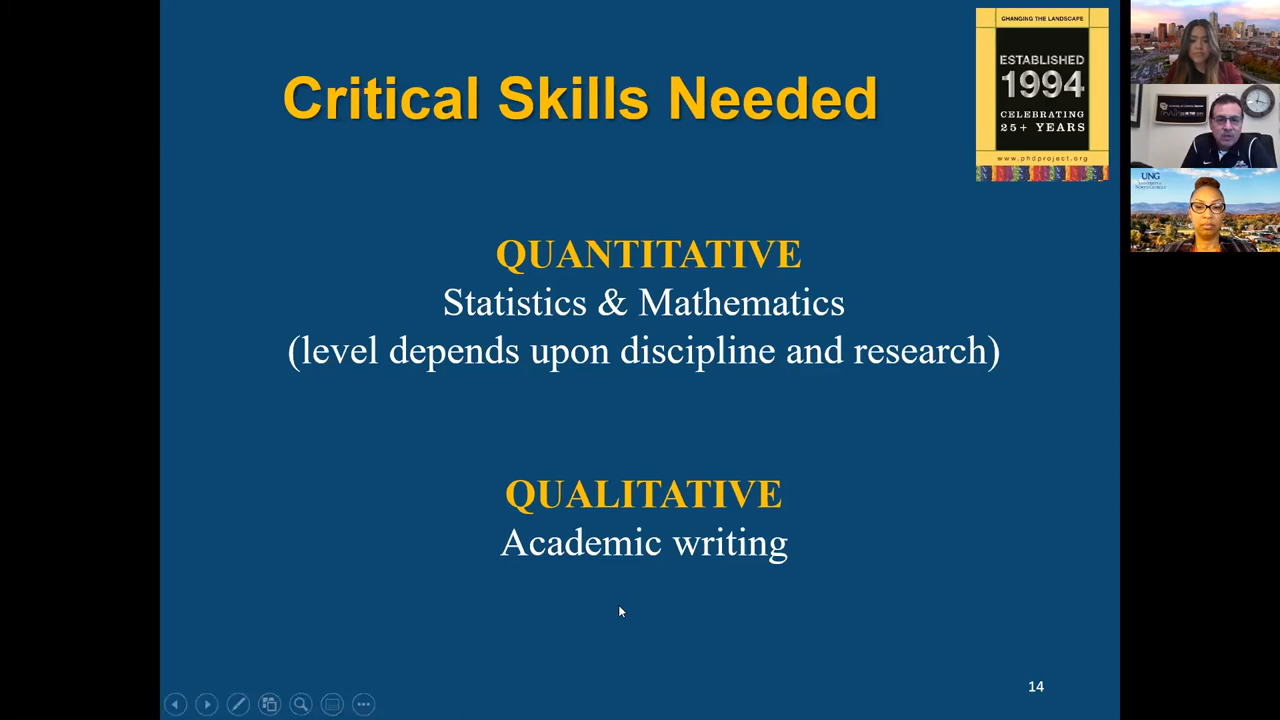 Critical Skills Needed
CHANGING THE LANDSCAPE
ESTABLISHED
1994
CELEBRATING
25+ YEARS
www.phdproject.org
QUANTITATIVE
Statistics & Mathematics
(level depends upon discipline and research)
QUALITATIVE
Academic writing
14
UNG